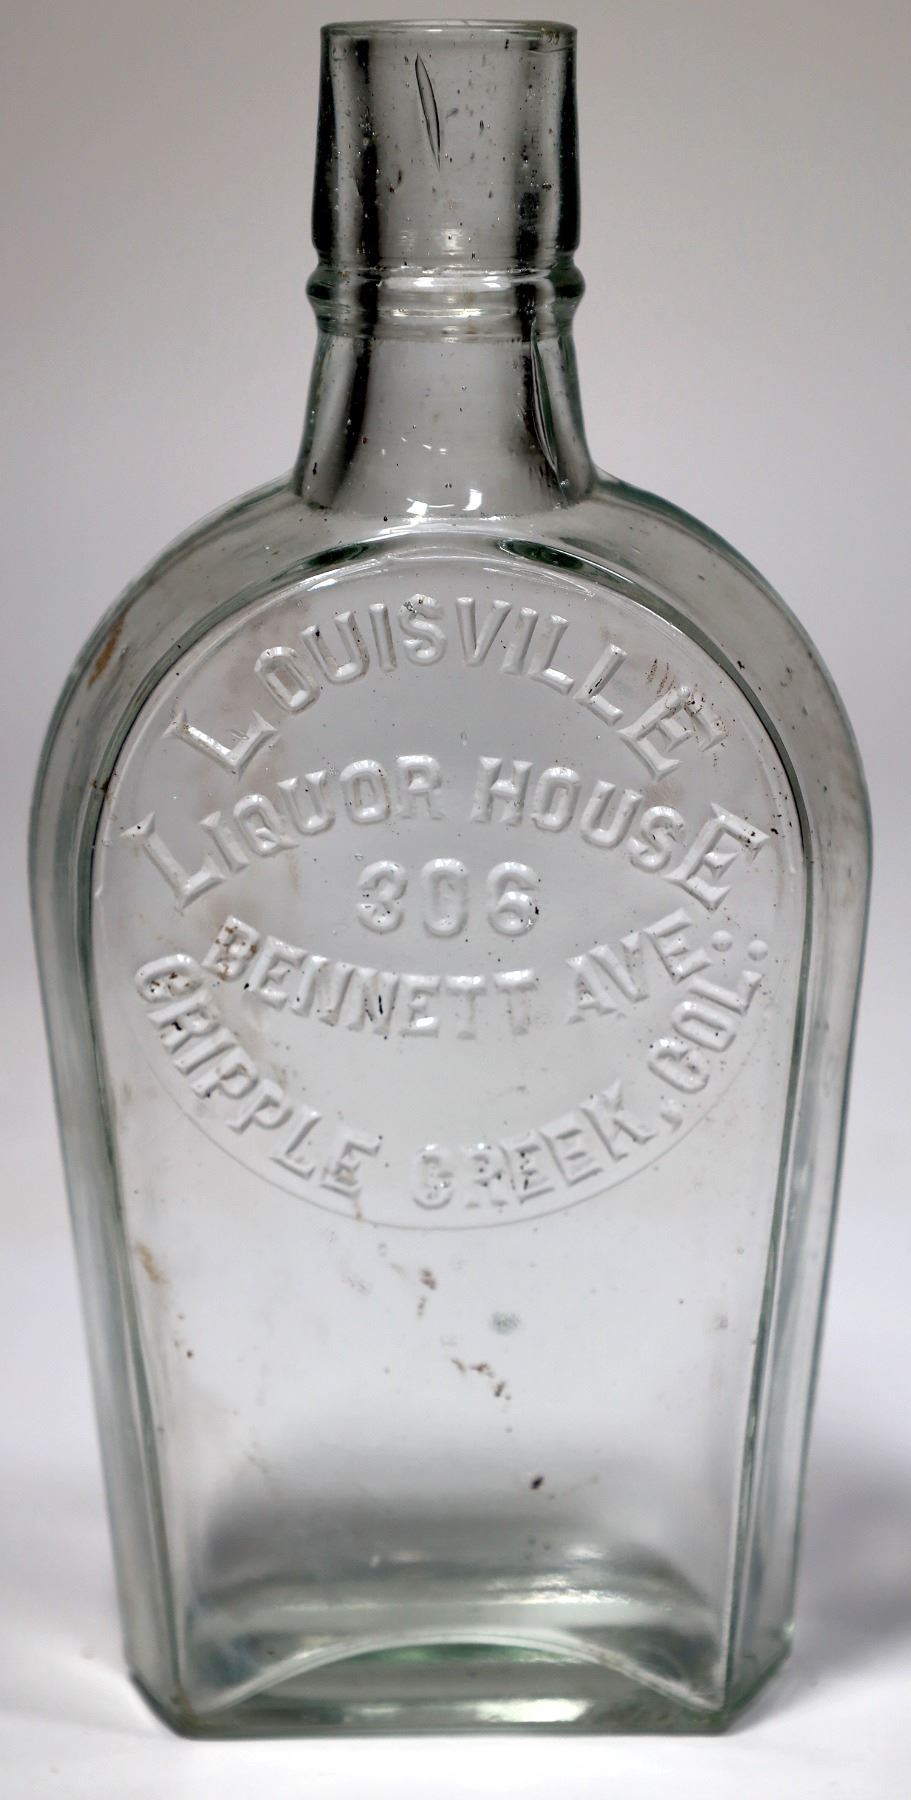 LOUISVILLE
LIQUOR HOUSE
306
BENNETT AVE.
CRIPPLE CREEK, COL.